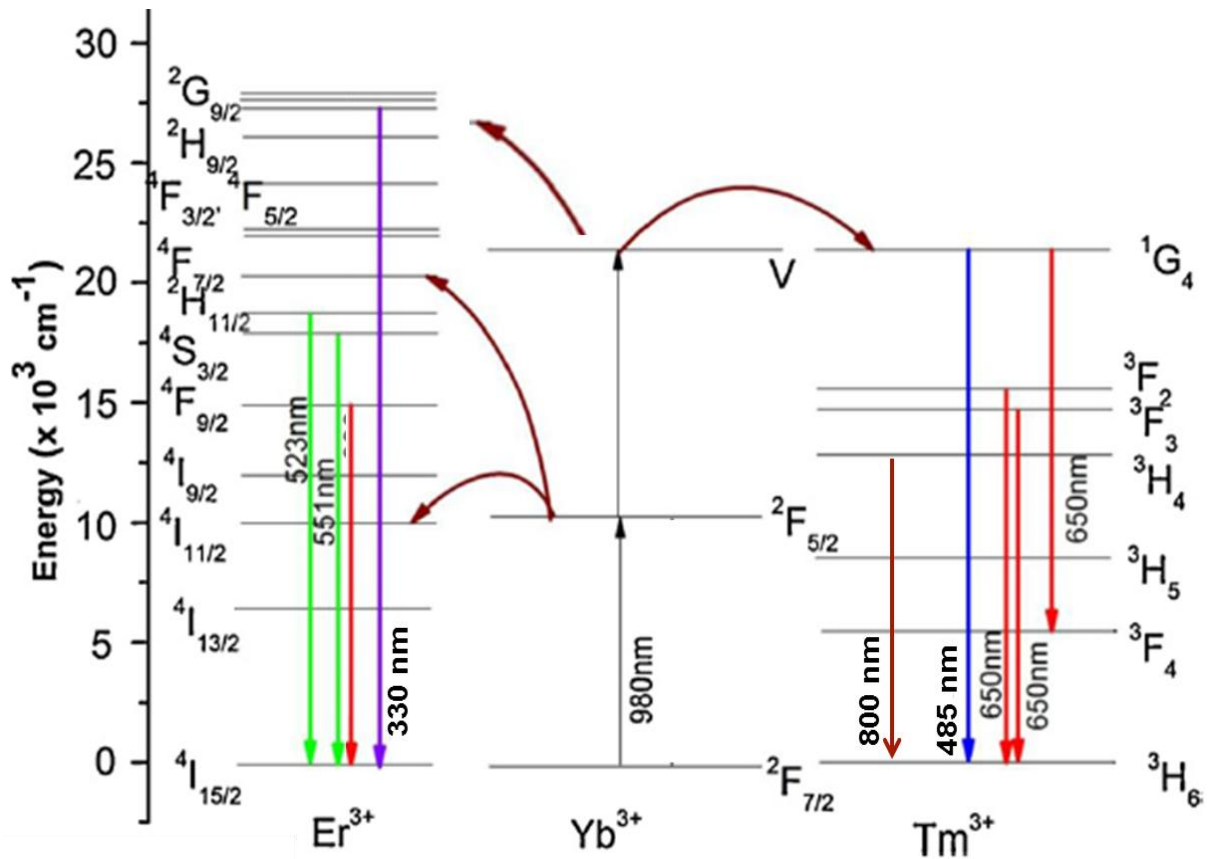 Energy (x 10³ cm⁻¹)
30
25
20
15
10
5
0
²G₉/₂
²H₉/₂
⁴F₃/₂, ⁴F₅/₂
⁴F₇/₂
²H₁₁/₂
⁴S₃/₂
⁴F₉/₂
⁴I₉/₂
⁴I₁₁/₂
⁴I₁₃/₂
⁴I₁₅/₂
523nm
551nm
330 nm
Er³⁺
V
²F₅/₂
980nm
²F₇/₂
Yb³⁺
¹G₄
³F₂
³F₃
³H₄
³H₅
³F₄
³H₆
800 nm
485 nm
650nm
650nm
650nm
Tm³⁺